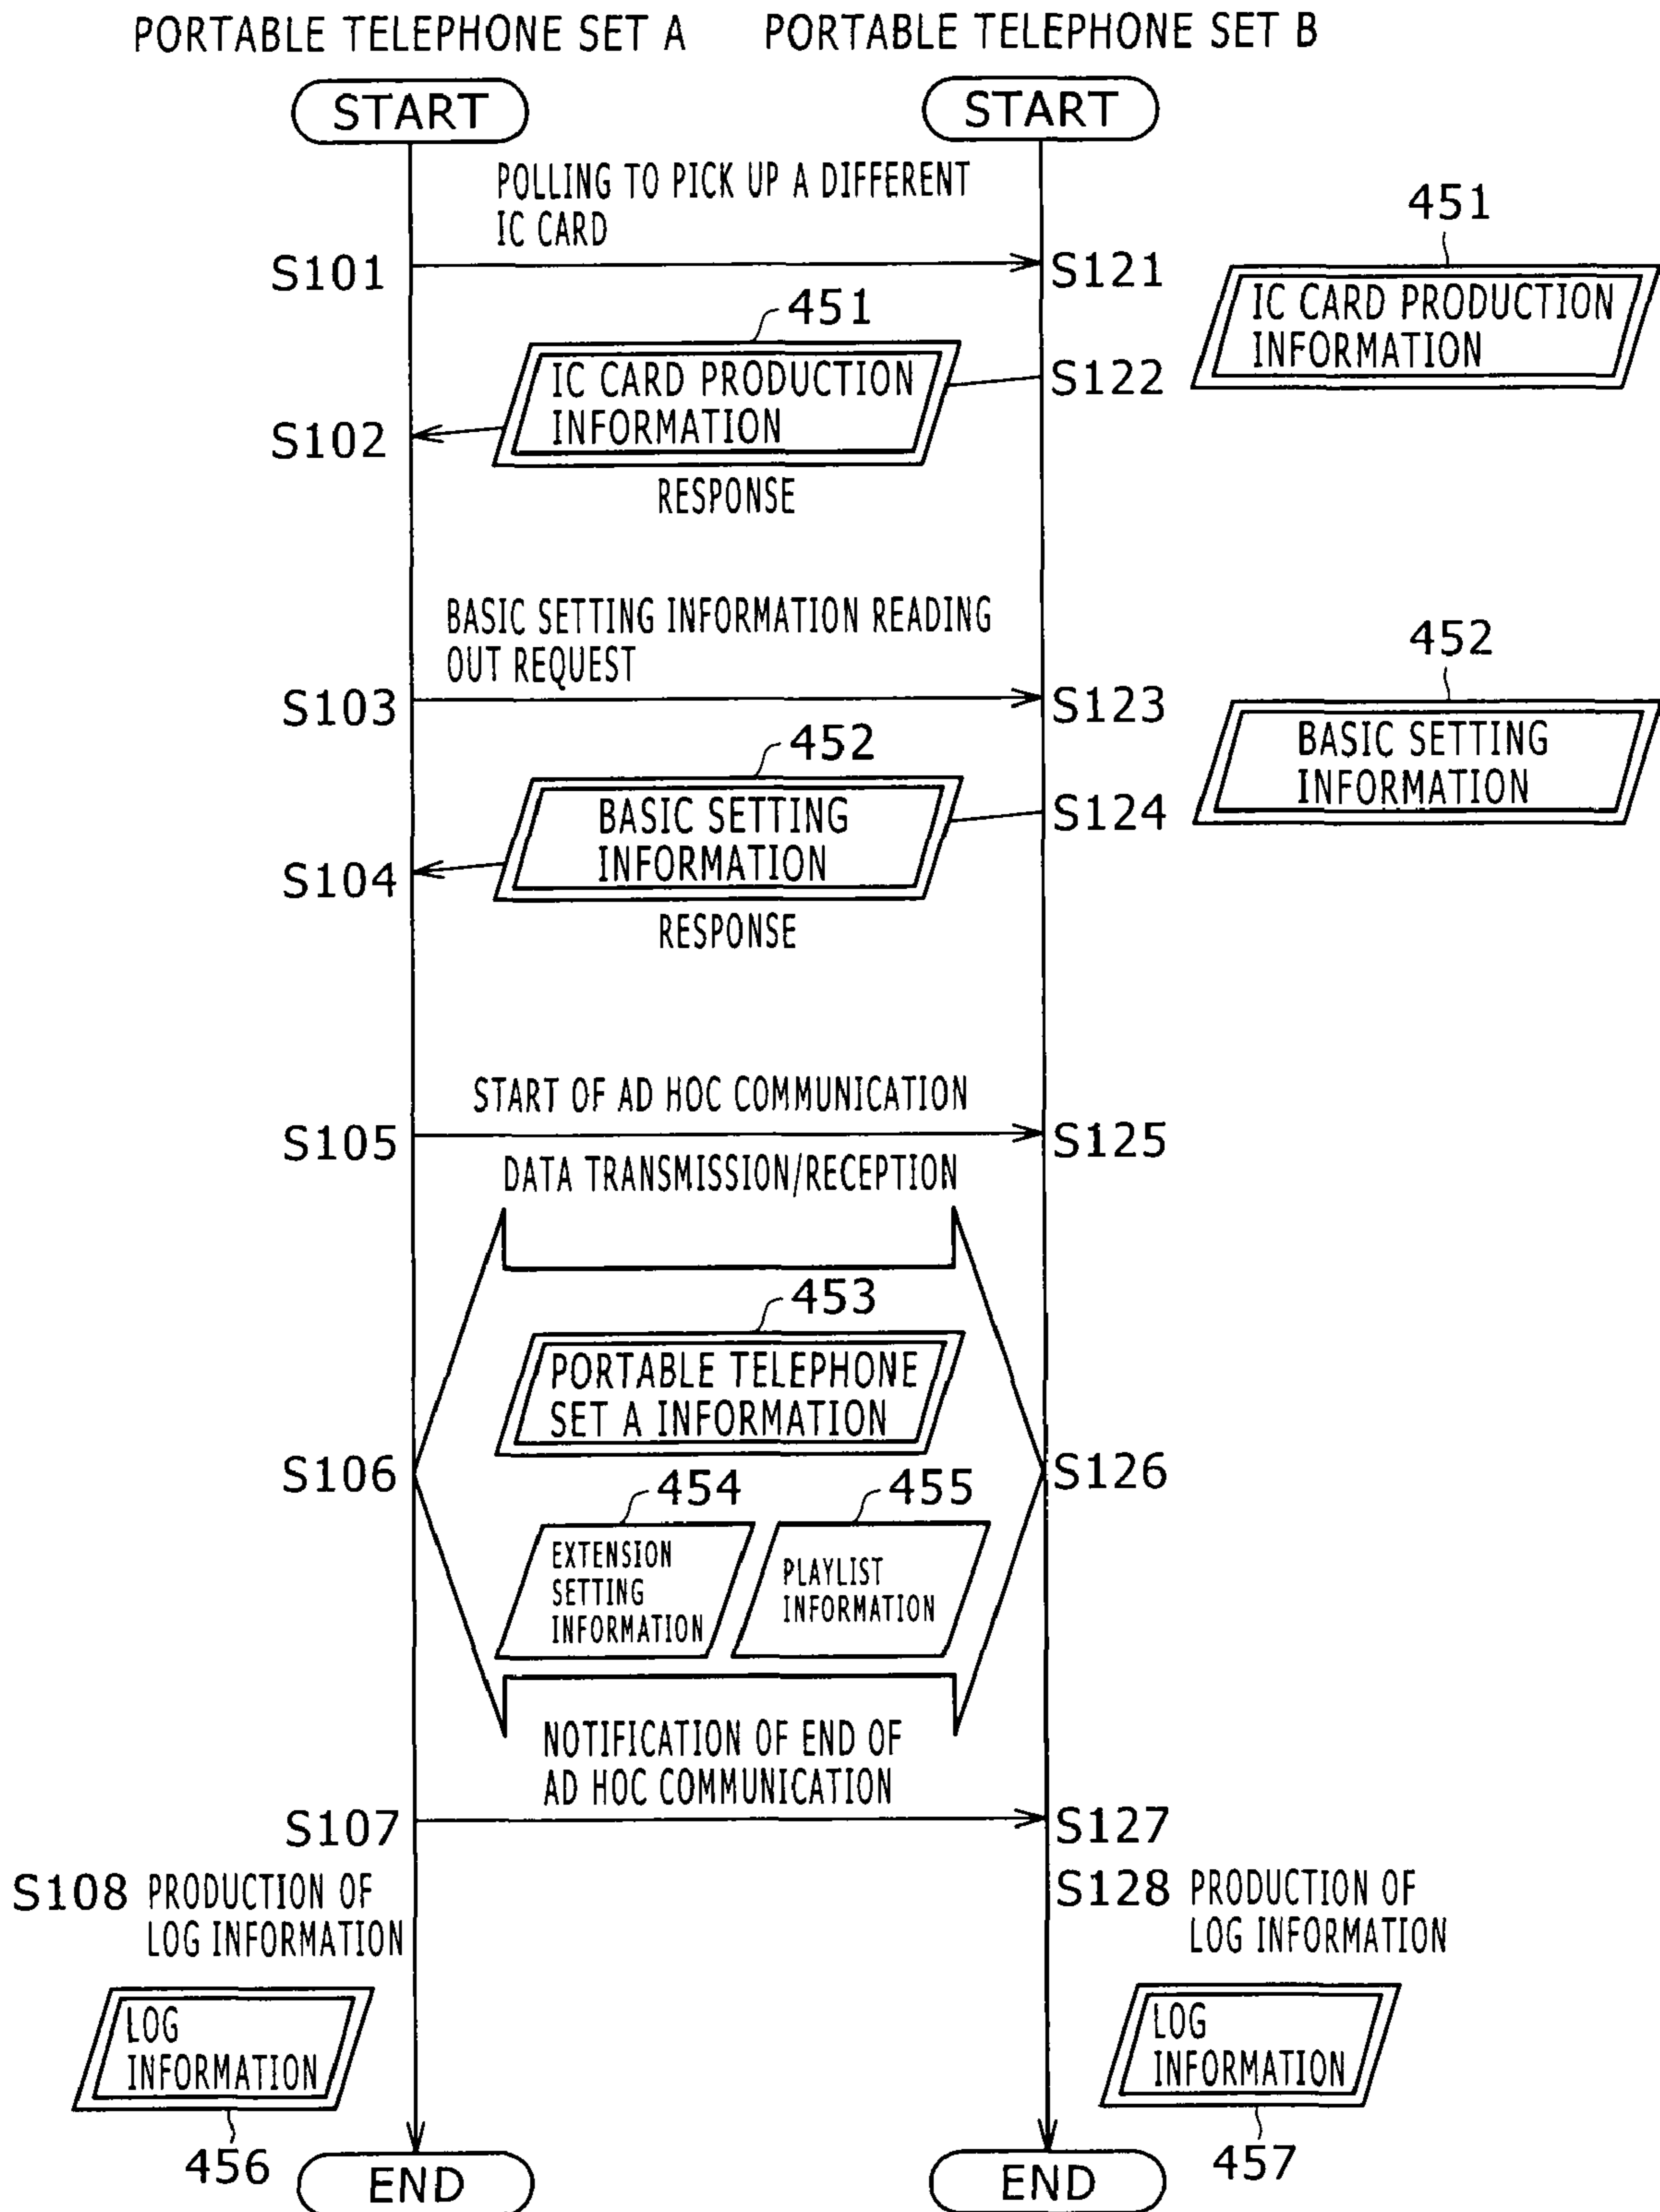 PORTABLE TELEPHONE SET A
PORTABLE TELEPHONE SET B
START
START
POLLING TO PICK UP A DIFFERENT
IC CARD
S101
S121
451
IC CARD PRODUCTION
INFORMATION
451
IC CARD PRODUCTION
INFORMATION
S122
S102
RESPONSE
BASIC SETTING INFORMATION READING
OUT REQUEST
S103
S123
452
BASIC SETTING
INFORMATION
452
BASIC SETTING
INFORMATION
S124
S104
RESPONSE
START OF AD HOC COMMUNICATION
S105
S125
DATA TRANSMISSION/RECEPTION
453
PORTABLE TELEPHONE
SET A INFORMATION
S106
S126
454
455
EXTENSION
SETTING
INFORMATION
PLAYLIST
INFORMATION
NOTIFICATION OF END OF
AD HOC COMMUNICATION
S107
S127
S108 PRODUCTION OF
LOG INFORMATION
S128 PRODUCTION OF
LOG INFORMATION
LOG
INFORMATION
456
LOG
INFORMATION
457
END
END